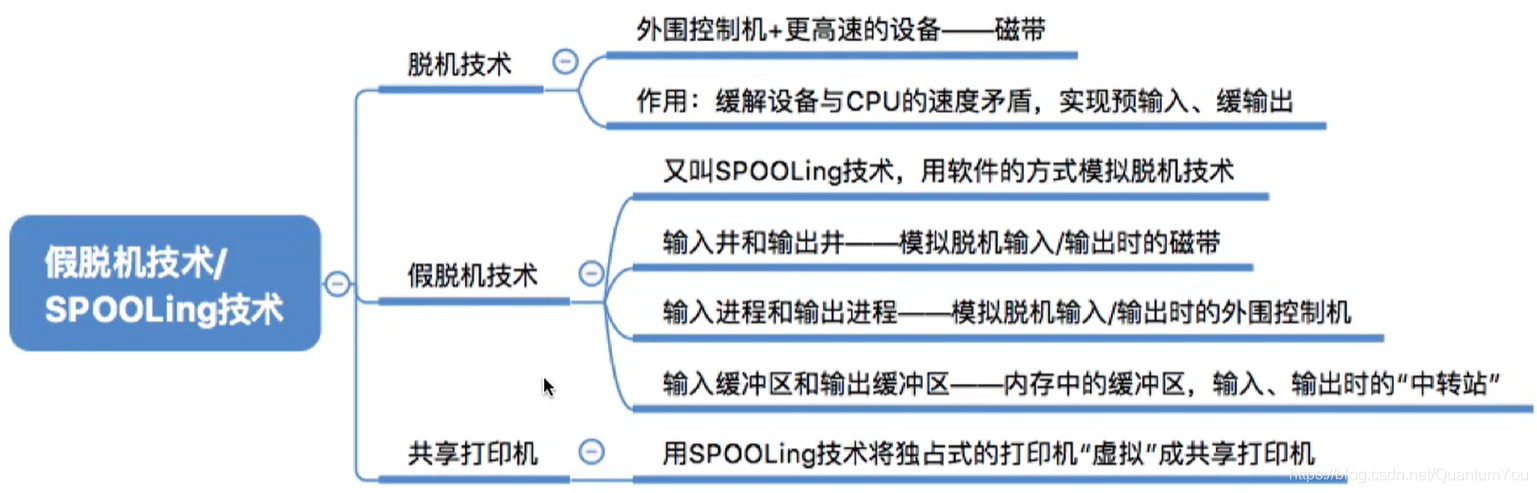 假脱机技术/
SPOOLing技术
脱机技术
外围控制机+更高速的设备——磁带
作用：缓解设备与CPU的速度矛盾，实现预输入、缓输出
假脱机技术
又叫SPOOLing技术，用软件的方式模拟脱机技术
输入井和输出井——模拟脱机输入/输出时的磁带
输入进程和输出进程——模拟脱机输入/输出时的外围控制机
输入缓冲区和输出缓冲区——内存中的缓冲区，输入、输出时的“中转站”
共享打印机
用SPOOLing技术将独占式的打印机“虚拟”成共享打印机
https://blog.csdn.net/QuantumYou